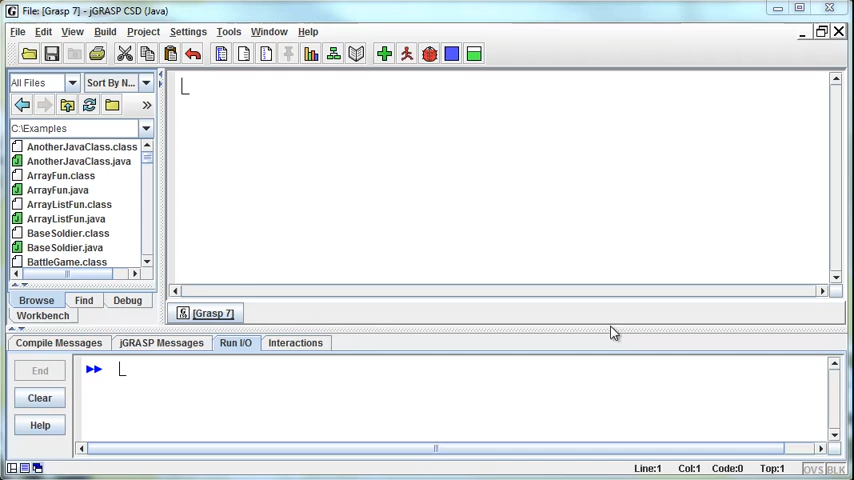 File: [Grasp 7] - jGRASP CSD (Java)
File Edit View Build Project Settings Tools Window Help
All Files Sort By N...
C:\Examples
AnotherJavaClass.class
AnotherJavaClass.java
ArrayFun.class
ArrayFun.java
ArrayListFun.class
ArrayListFun.java
BaseSoldier.class
BaseSoldier.java
BattleGame.class
Browse Find Debug
Workbench
[Grasp 7]
Compile Messages jGRASP Messages Run I/O Interactions
End
Clear
Help
Line:1 Col:1 Code:0 Top:1 OVS BLK